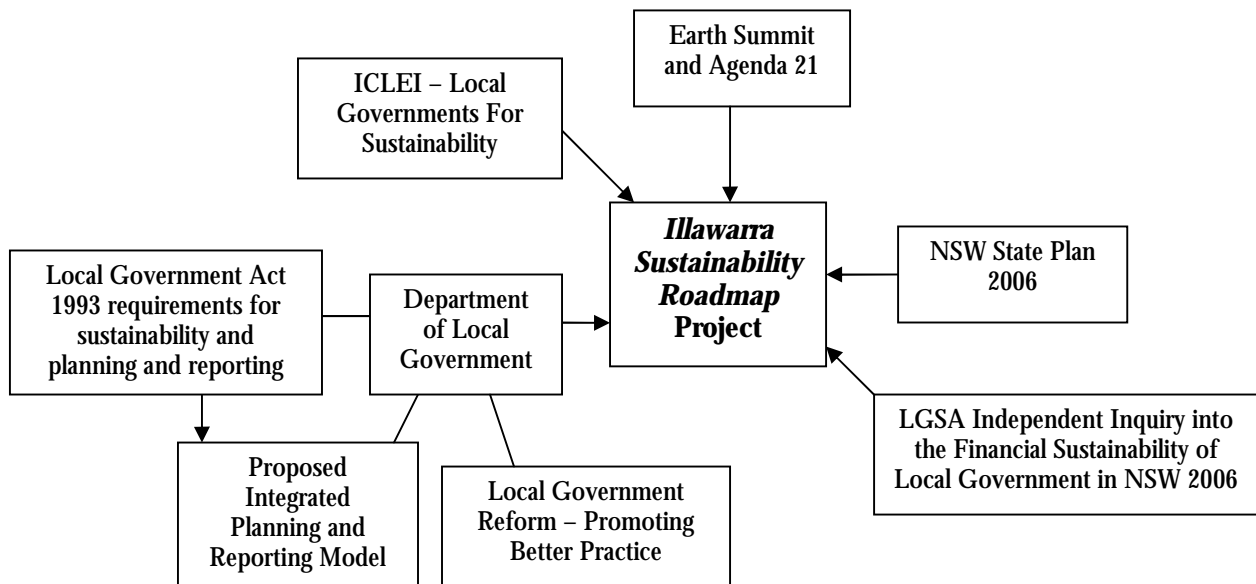 Earth Summit
and Agenda 21
ICLEI – Local
Governments For
Sustainability
Illawarra
Sustainability
Roadmap
Project
NSW State Plan
2006
Local Government Act
1993 requirements for
sustainability and
planning and reporting
Department
of Local
Government
LGSA Independent Inquiry into
the Financial Sustainability of
Local Government in NSW 2006
Proposed
Integrated
Planning and
Reporting Model
Local Government
Reform – Promoting
Better Practice